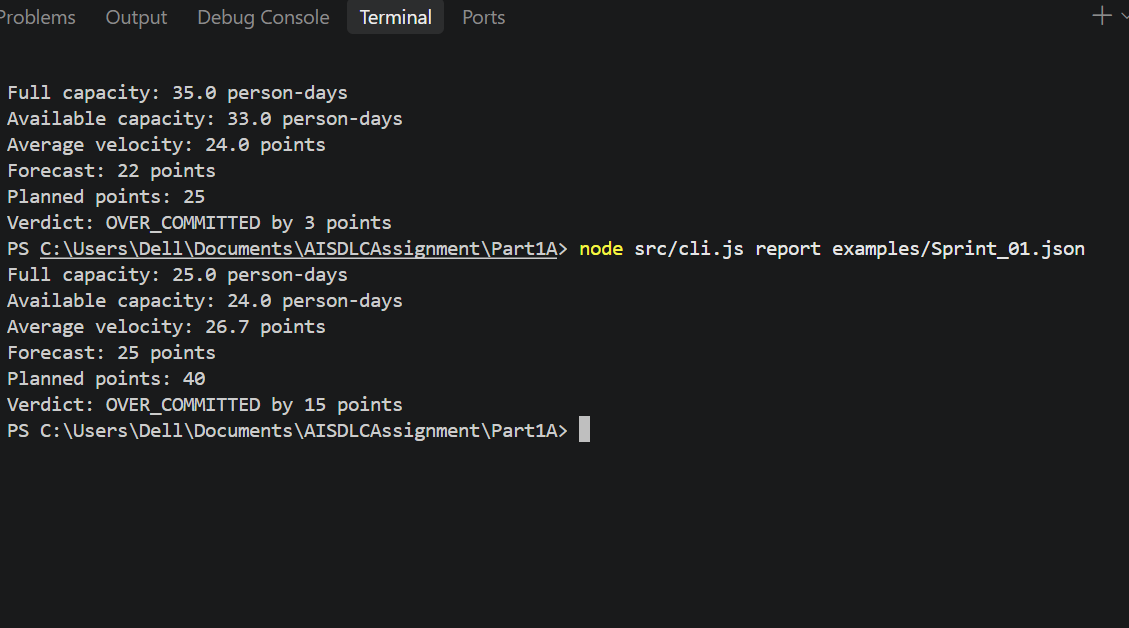 Problems Output Debug Console Terminal Ports
Full capacity: 35.0 person-days
Available capacity: 33.0 person-days
Average velocity: 24.0 points
Forecast: 22 points
Planned points: 25
Verdict: OVER_COMMITTED by 3 points
PS C:\Users\Dell\Documents\AISDLCAssignment\Part1A> node src/cli.js report examples/Sprint_01.json
Full capacity: 25.0 person-days
Available capacity: 24.0 person-days
Average velocity: 26.7 points
Forecast: 25 points
Planned points: 40
Verdict: OVER_COMMITTED by 15 points
PS C:\Users\Dell\Documents\AISDLCAssignment\Part1A>